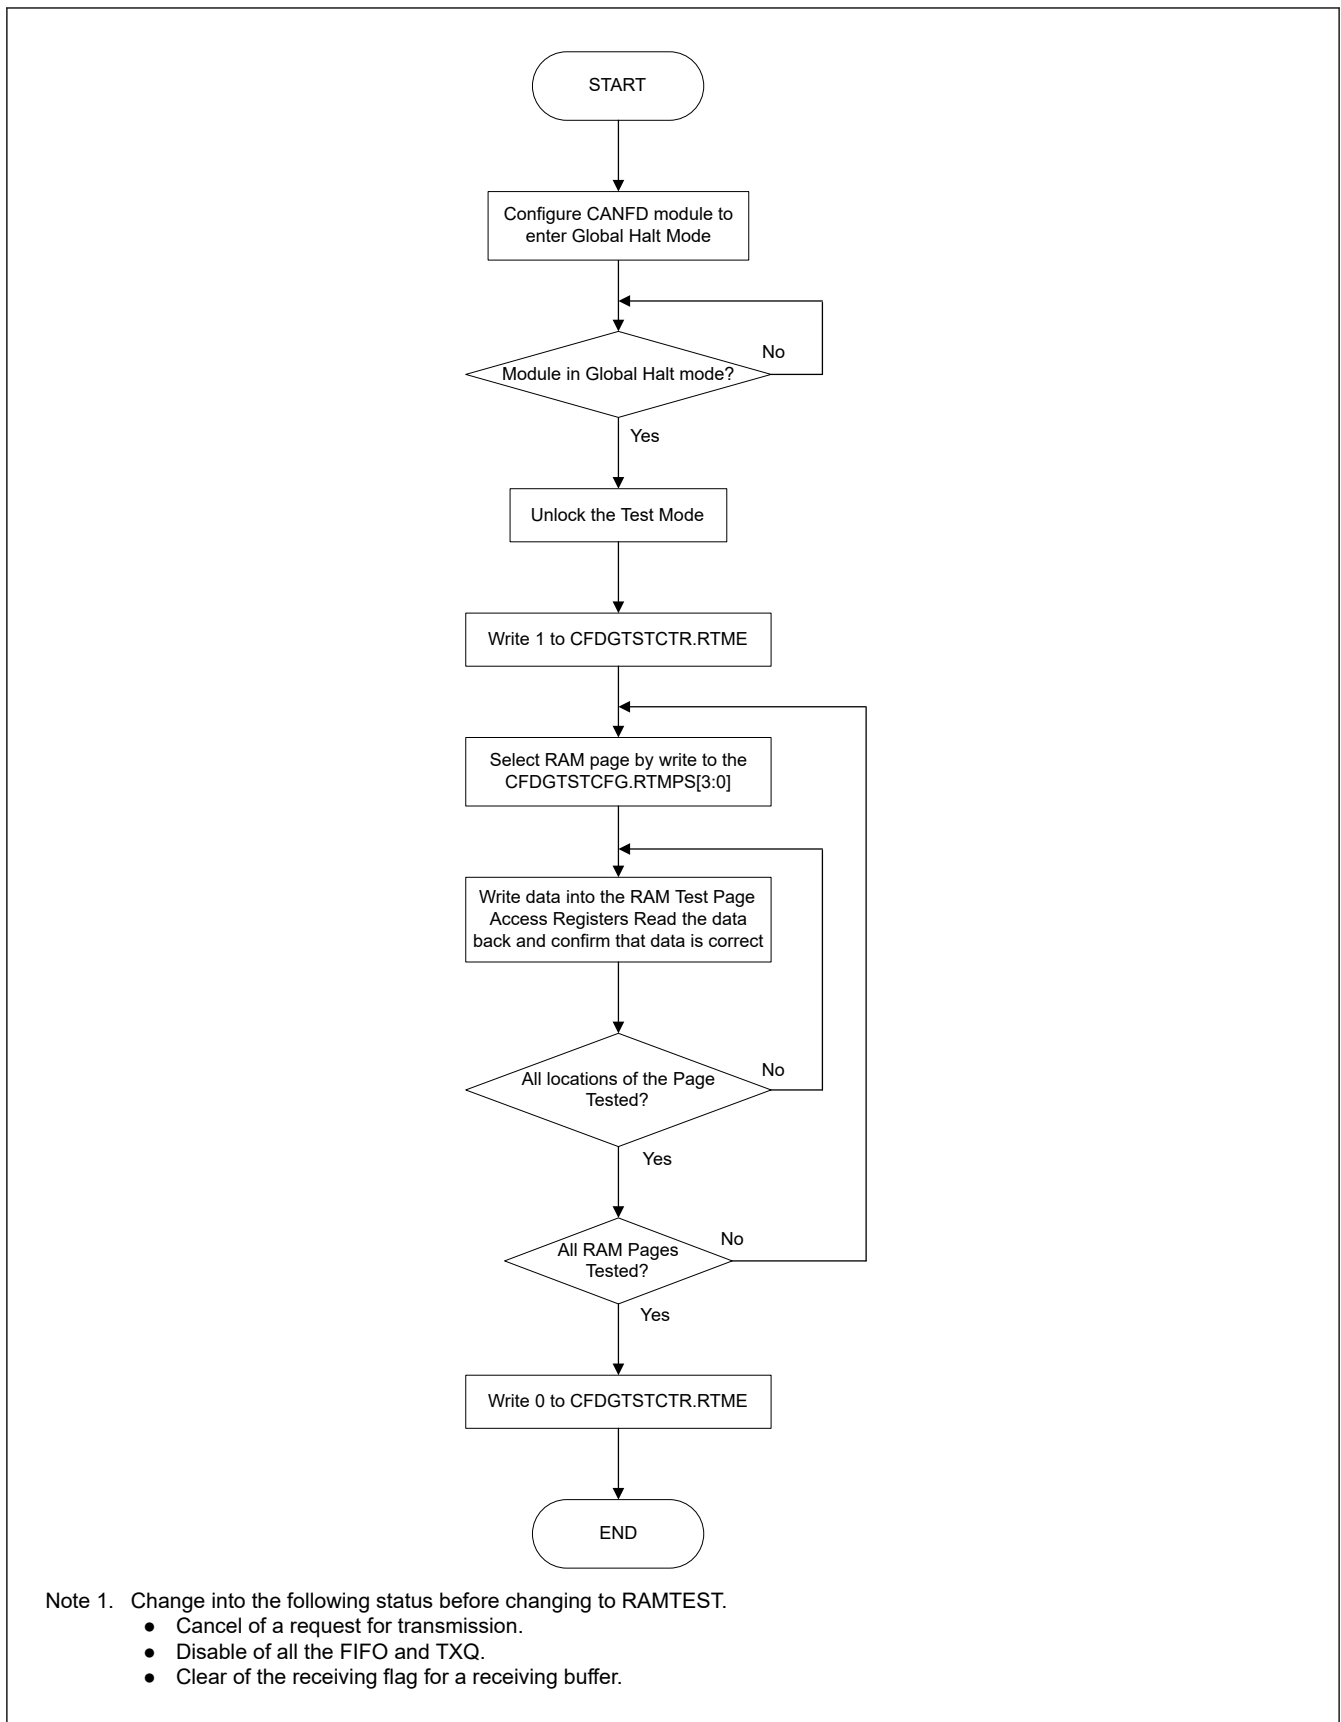 START
Configure CANFD module to
enter Global Halt Mode
No
Module in Global Halt mode?
Yes
Unlock the Test Mode
Write 1 to CFDGTSTCTR.RTME
Select RAM page by write to the
CFDGTSTCFG.RTMPS[3:0]
Write data into the RAM Test Page
Access Registers Read the data
back and confirm that data is correct
No
All locations of the Page
Tested?
Yes
No
All RAM Pages
Tested?
Yes
Write 0 to CFDGTSTCTR.RTME
END
Note 1. Change into the following status before changing to RAMTEST.
● Cancel of a request for transmission.
● Disable of all the FIFO and TXQ.
● Clear of the receiving flag for a receiving buffer.